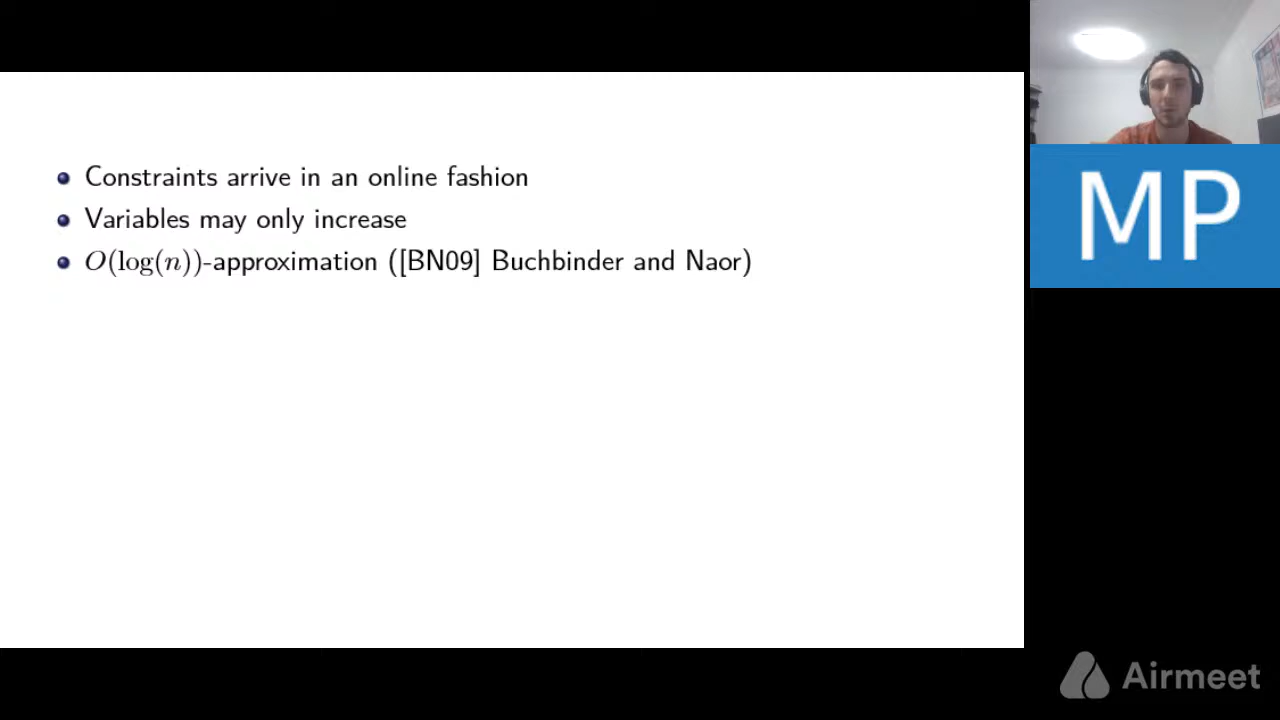 Constraints arrive in an online fashion
Variables may only increase
O(log(n))-approximation ([BN09] Buchbinder and Naor)
MP
Airmeet